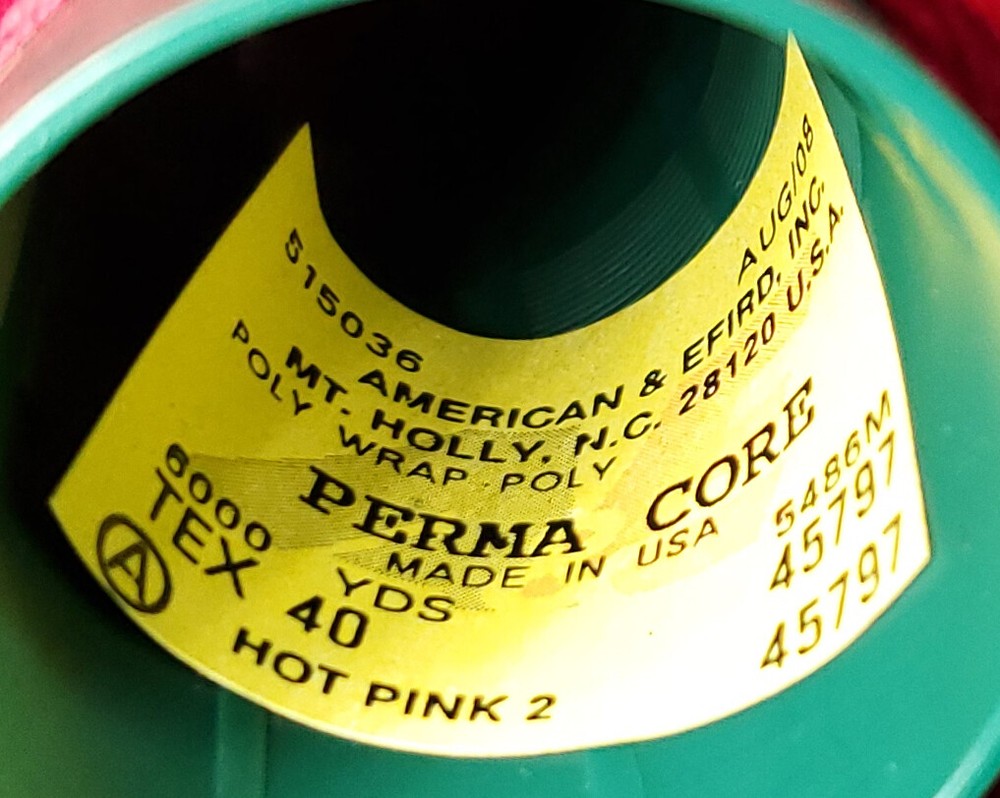 515036 AUG/08
AMERICAN & EFIRD, INC.
MT. HOLLY, N.C. 28120 U.S.A.
POLY WRAP POLY
PERMA CORE
6000 YDS MADE IN USA 5486M
TEX 40 45797
A HOT PINK 2 45797